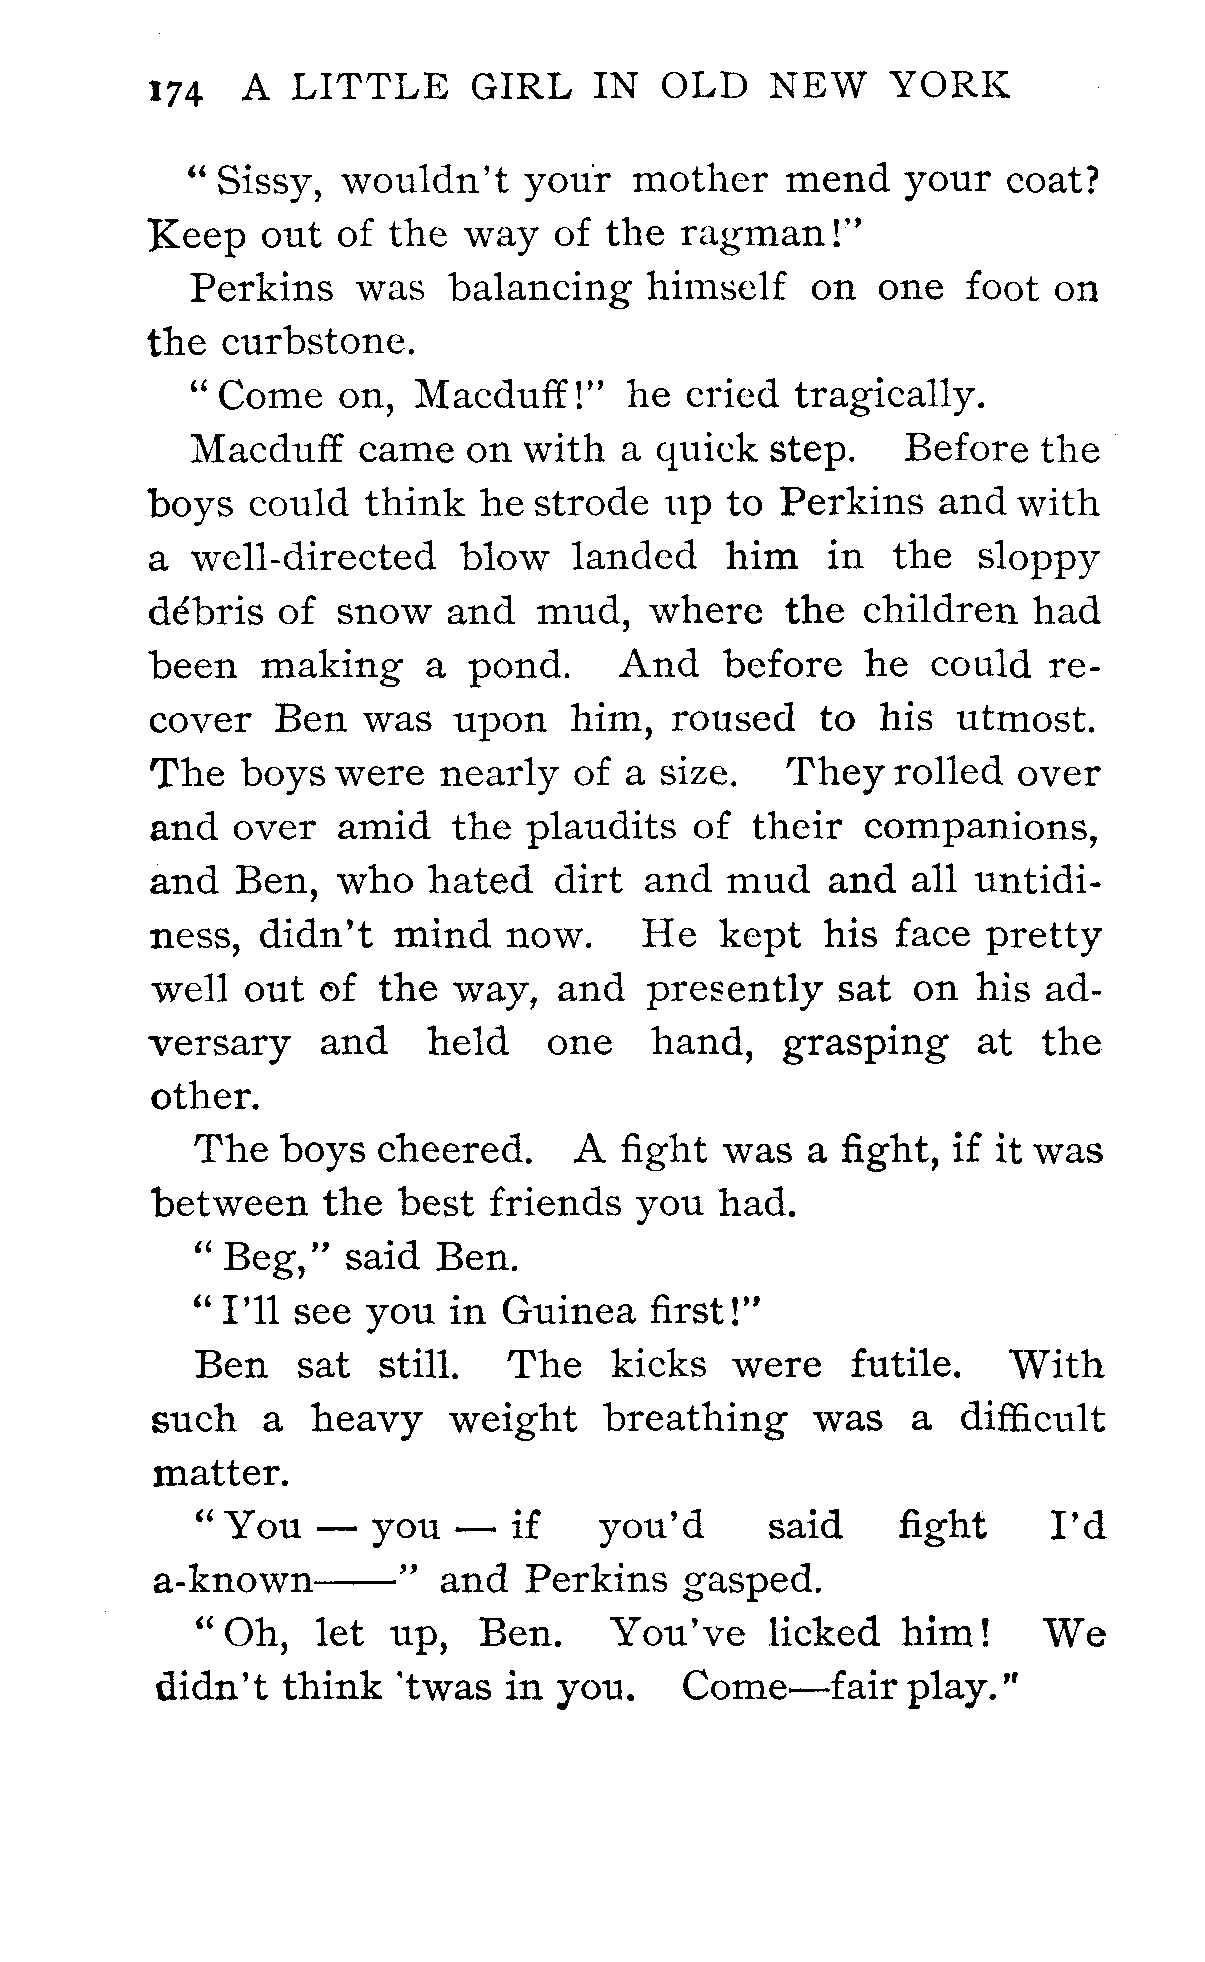 174 A LITTLE GIRL IN OLD NEW YORK
“Sissy, wouldn’t your mother mend your coat?
Keep out of the way of the ragman!”
Perkins was balancing himself on one foot on
the curbstone.
“Come on, Macduff!” he cried tragically.
Macduff came on with a quick step. Before the
boys could think he strode up to Perkins and with
a well-directed blow landed him in the sloppy
débris of snow and mud, where the children had
been making a pond. And before he could re-
cover Ben was upon him, roused to his utmost.
The boys were nearly of a size. They rolled over
and over amid the plaudits of their companions,
and Ben, who hated dirt and mud and all untidi-
ness, didn’t mind now. He kept his face pretty
well out of the way, and presently sat on his ad-
versary and held one hand, grasping at the
other.
The boys cheered. A fight was a fight, if it was
between the best friends you had.
“Beg,” said Ben.
“I’ll see you in Guinea first!”
Ben sat still. The kicks were futile. With
such a heavy weight breathing was a difficult
matter.
“You — you — if you’d said fight I’d
a-known——” and Perkins gasped.
“Oh, let up, Ben. You’ve licked him! We
didn’t think ’twas in you. Come—fair play.”